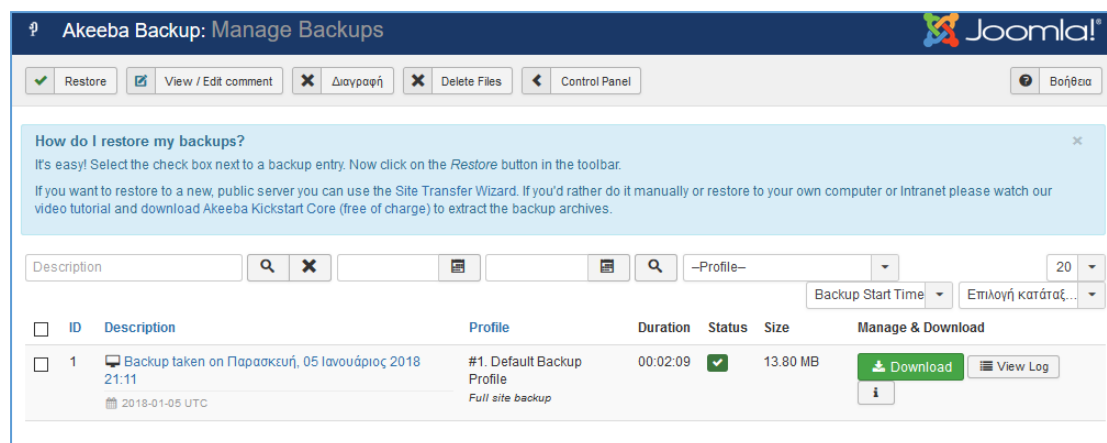 Akeeba Backup: Manage Backups
Joomla!®
Restore
View / Edit comment
Διαγραφή
Delete Files
Control Panel
Βοήθεια
How do I restore my backups?
×
It's easy! Select the check box next to a backup entry. Now click on the Restore button in the toolbar.
If you want to restore to a new, public server you can use the Site Transfer Wizard. If you'd rather do it manually or restore to your own computer or Intranet please watch our
video tutorial and download Akeeba Kickstart Core (free of charge) to extract the backup archives.
Description
–Profile–
20
Backup Start Time
Επιλογή κατάταξ...
ID Description Profile Duration Status Size Manage & Download
1 Backup taken on Παρασκευή, 05 Ιανουάριος 2018 #1. Default Backup 00:02:09 13.80 MB Download View Log
21:11 Profile
2018-01-05 UTC Full site backup
i